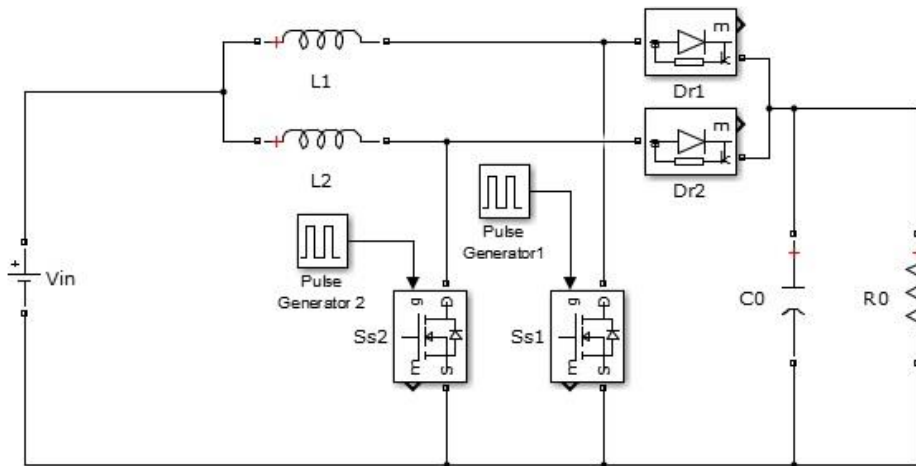 L1
m
a
k
Dr1
L2
m
a
k
Dr2
Pulse
Generator1
Pulse
Generator 2
+
Vin
g
D
Ss2
m
S
g
D
Ss1
m
S
C0
R0